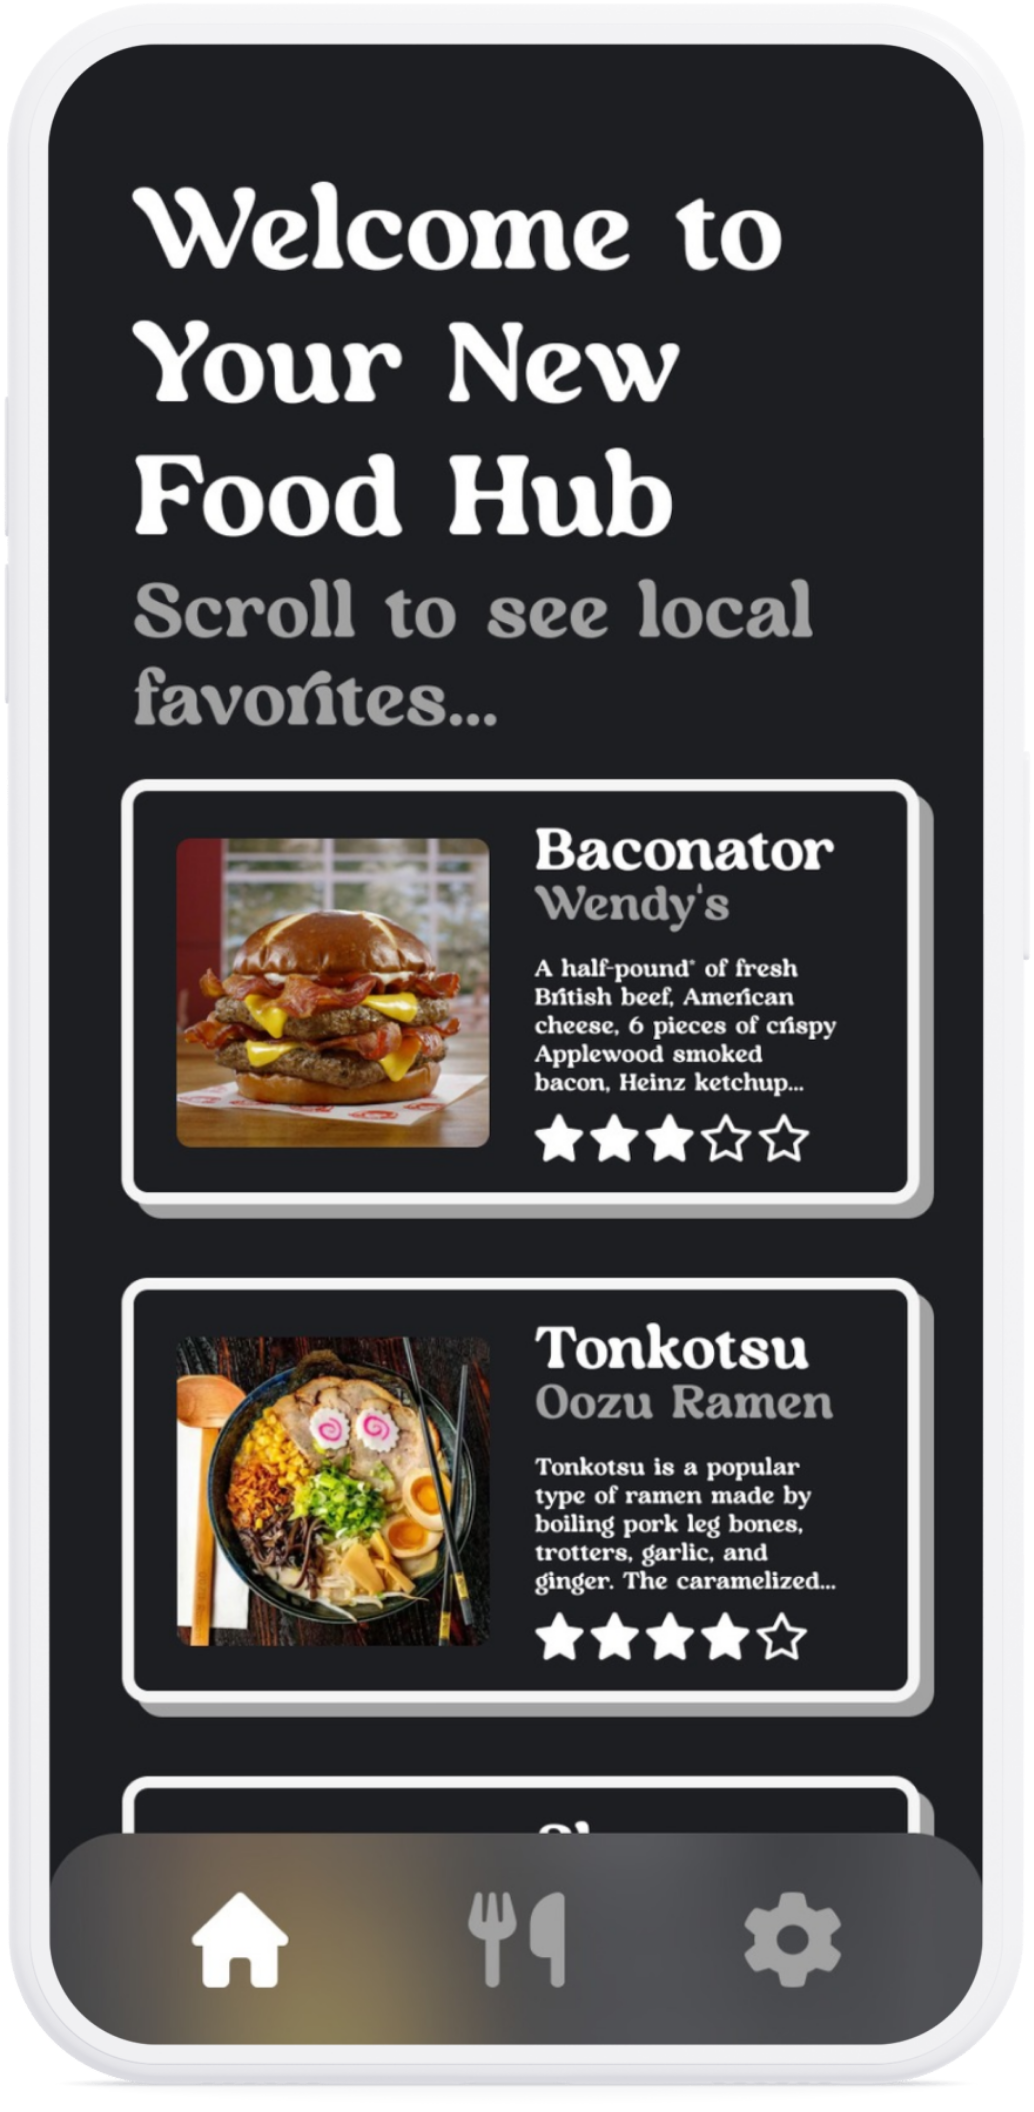 Welcome to
Your New
Food Hub
Scroll to see local
favorites...
Baconator
Wendy's
A half-pound* of fresh
British beef, American
cheese, 6 pieces of crispy
Applewood smoked
bacon, Heinz ketchup...
Tonkotsu
Oozu Ramen
Tonkotsu is a popular
type of ramen made by
boiling pork leg bones,
trotters, garlic, and
ginger. The caramelized...